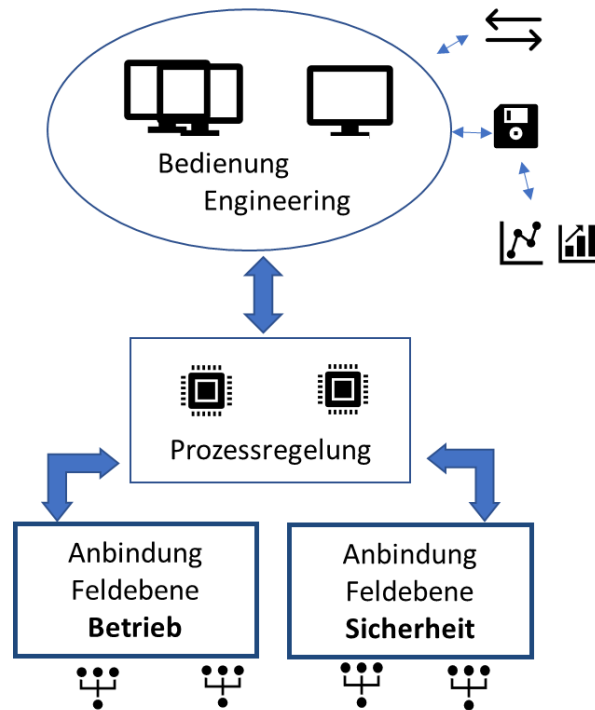 Bedienung
Engineering
Prozessregelung
Anbindung
Feldebene
Betrieb
Anbindung
Feldebene
Sicherheit